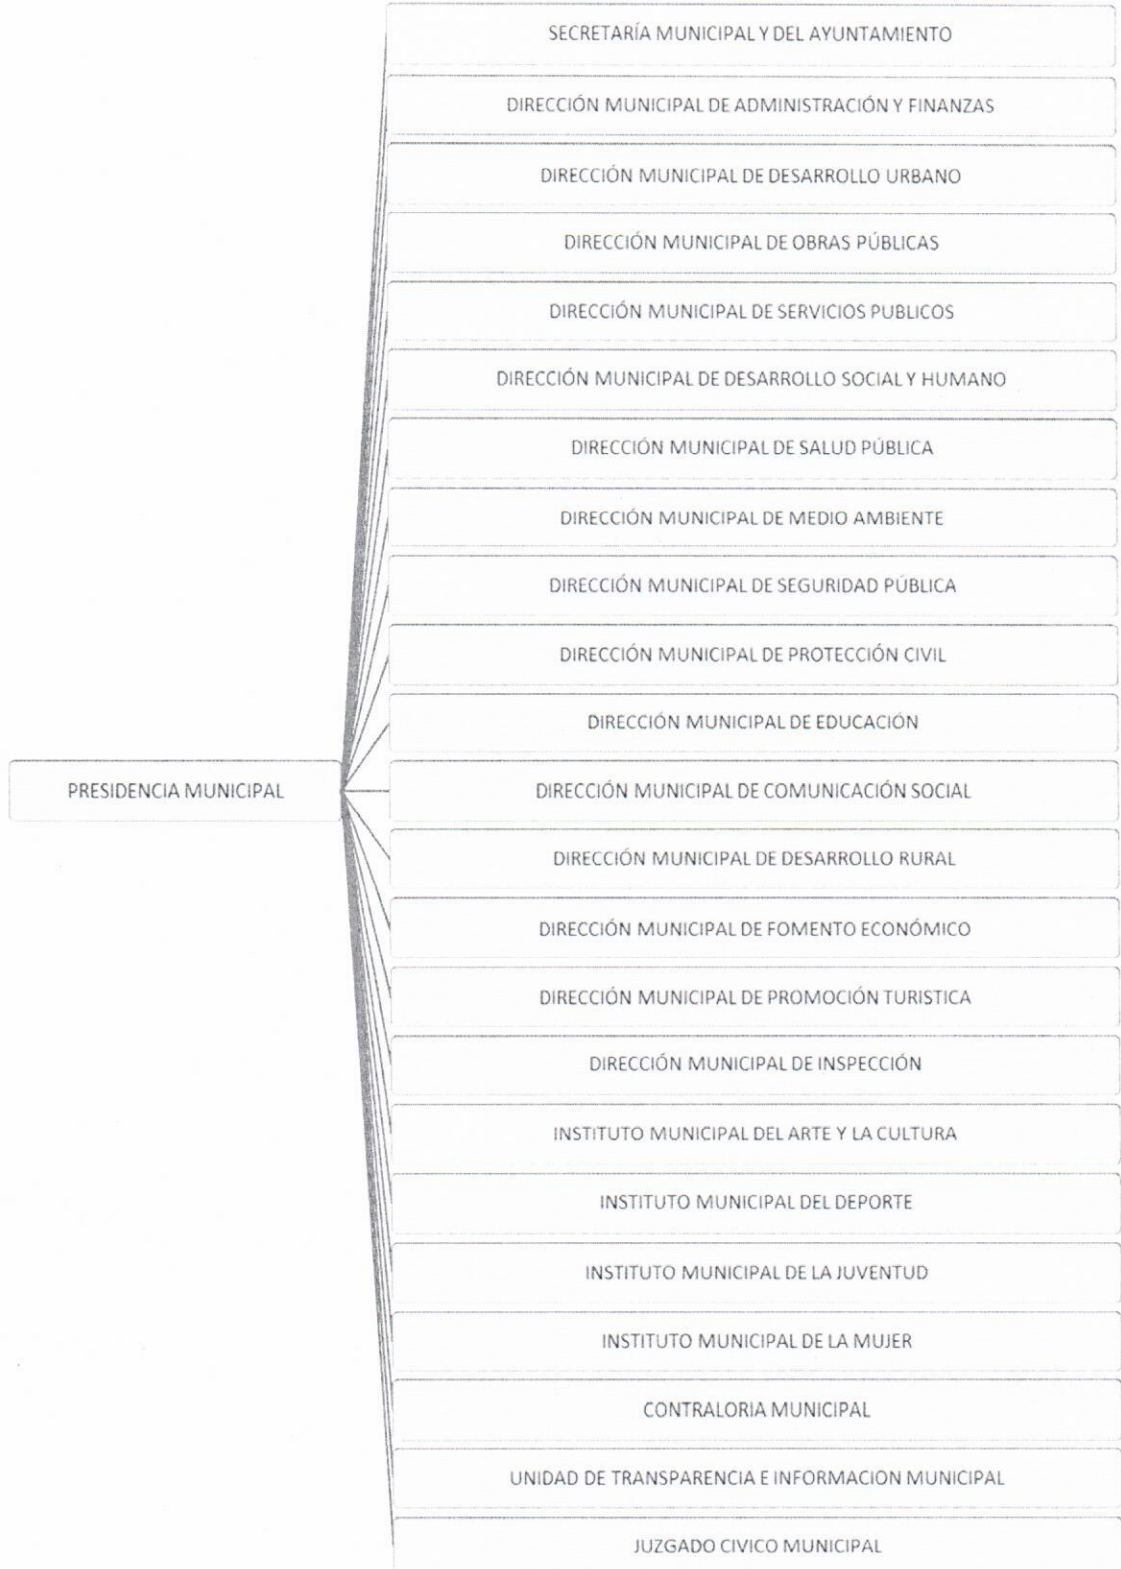 SECRETARÍA MUNICIPAL Y DEL AYUNTAMIENTO
DIRECCIÓN MUNICIPAL DE ADMINISTRACIÓN Y FINANZAS
DIRECCIÓN MUNICIPAL DE DESARROLLO URBANO
DIRECCIÓN MUNICIPAL DE OBRAS PÚBLICAS
DIRECCIÓN MUNICIPAL DE SERVICIOS PUBLICOS
DIRECCIÓN MUNICIPAL DE DESARROLLO SOCIAL Y HUMANO
DIRECCIÓN MUNICIPAL DE SALUD PÚBLICA
DIRECCIÓN MUNICIPAL DE MEDIO AMBIENTE
DIRECCIÓN MUNICIPAL DE SEGURIDAD PÚBLICA
DIRECCIÓN MUNICIPAL DE PROTECCIÓN CIVIL
DIRECCIÓN MUNICIPAL DE EDUCACIÓN
PRESIDENCIA MUNICIPAL
DIRECCIÓN MUNICIPAL DE COMUNICACIÓN SOCIAL
DIRECCIÓN MUNICIPAL DE DESARROLLO RURAL
DIRECCIÓN MUNICIPAL DE FOMENTO ECONÓMICO
DIRECCIÓN MUNICIPAL DE PROMOCIÓN TURISTICA
DIRECCIÓN MUNICIPAL DE INSPECCIÓN
INSTITUTO MUNICIPAL DEL ARTE Y LA CULTURA
INSTITUTO MUNICIPAL DEL DEPORTE
INSTITUTO MUNICIPAL DE LA JUVENTUD
INSTITUTO MUNICIPAL DE LA MUJER
CONTRALORIA MUNICIPAL
UNIDAD DE TRANSPARENCIA E INFORMACION MUNICIPAL
JUZGADO CIVICO MUNICIPAL